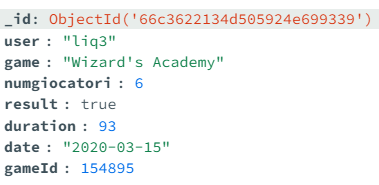 _id: ObjectId('66c3622134d505924e699339')
user : "liq3"
game : "Wizard's Academy"
numgiocatori : 6
result : true
duration : 93
date : "2020-03-15"
gameId : 154895